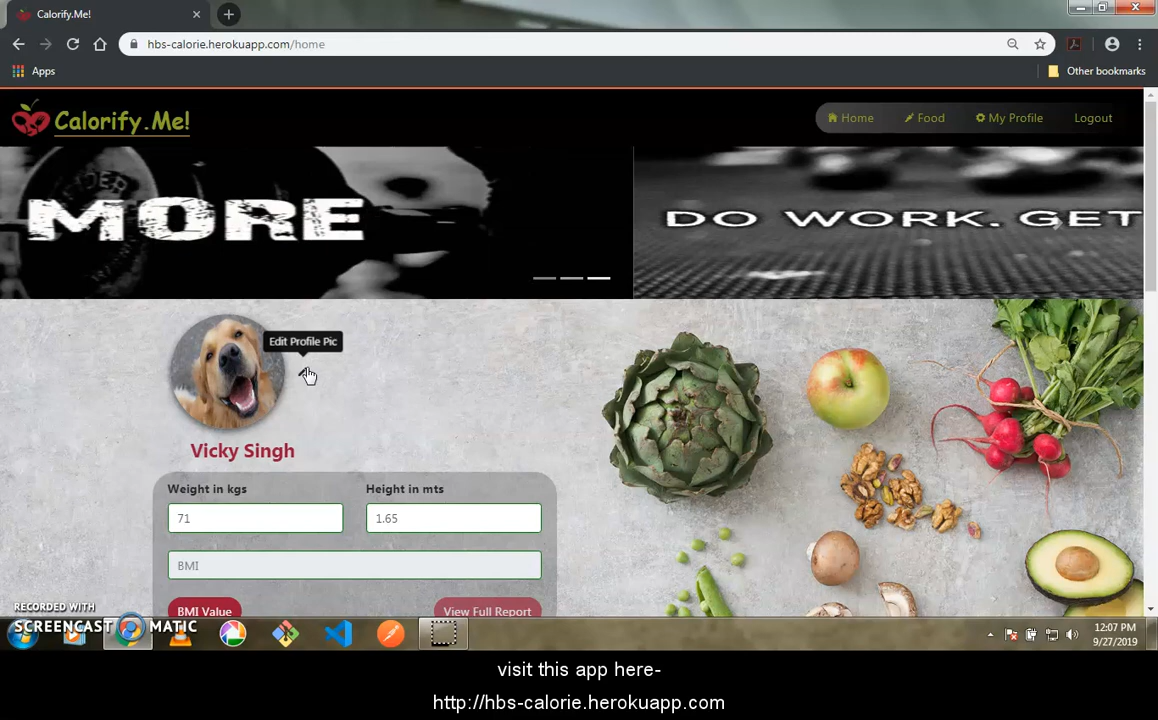 Calorify.Me!
hbs-calorie.herokuapp.com/home
Apps
Other bookmarks
Calorify.Me!
Home
Food
My Profile
Logout
MORE
DO WORK. GET
Edit Profile Pic
Vicky Singh
Weight in kgs
Height in mts
71
1.65
BMI
BMI Value
View Full Report
RECORDED WITH
SCREENCAST MATIC
12:07 PM
9/27/2019
visit this app here-
http://hbs-calorie.herokuapp.com